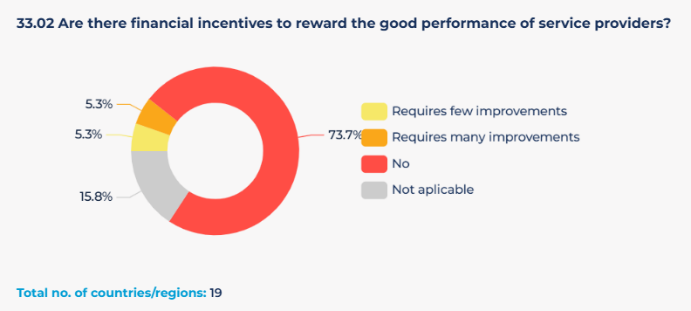 33.02 Are there financial incentives to reward the good performance of service providers?
5.3%
5.3%
15.8%
73.7%
Requires few improvements
Requires many improvements
No
Not aplicable
Total no. of countries/regions: 19